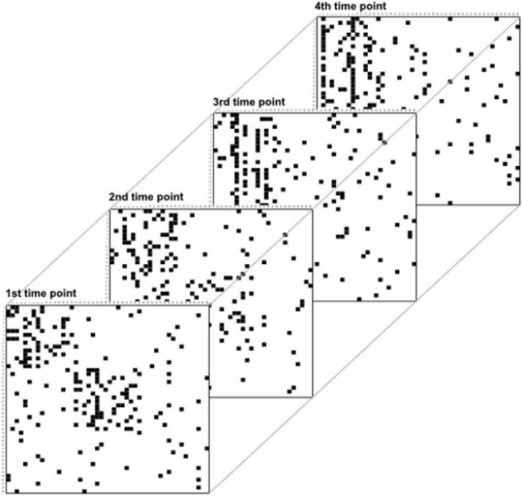 4th time point
3rd time point
2nd time point
1st time point